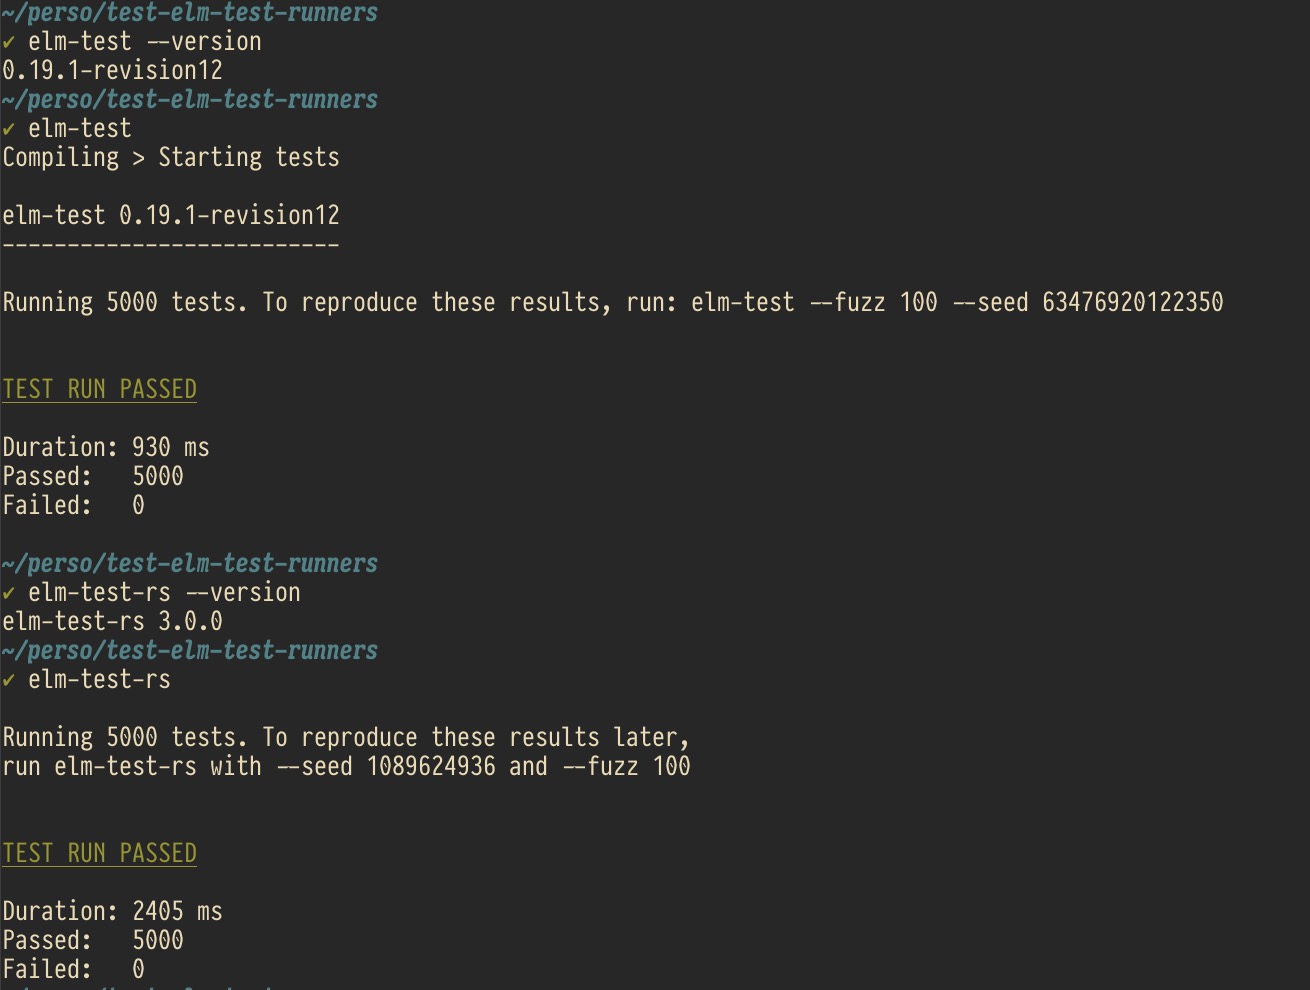 ~/perso/test-elm-test-runners
✔ elm-test --version
0.19.1-revision12
~/perso/test-elm-test-runners
✔ elm-test
Compiling > Starting tests
elm-test 0.19.1-revision12
--------------------------
Running 5000 tests. To reproduce these results, run: elm-test --fuzz 100 --seed 63476920122350
TEST RUN PASSED
Duration: 930 ms
Passed:   5000
Failed:   0
~/perso/test-elm-test-runners
✔ elm-test-rs --version
elm-test-rs 3.0.0
~/perso/test-elm-test-runners
✔ elm-test-rs
Running 5000 tests. To reproduce these results later,
run elm-test-rs with --seed 1089624936 and --fuzz 100
TEST RUN PASSED
Duration: 2405 ms
Passed:   5000
Failed:   0